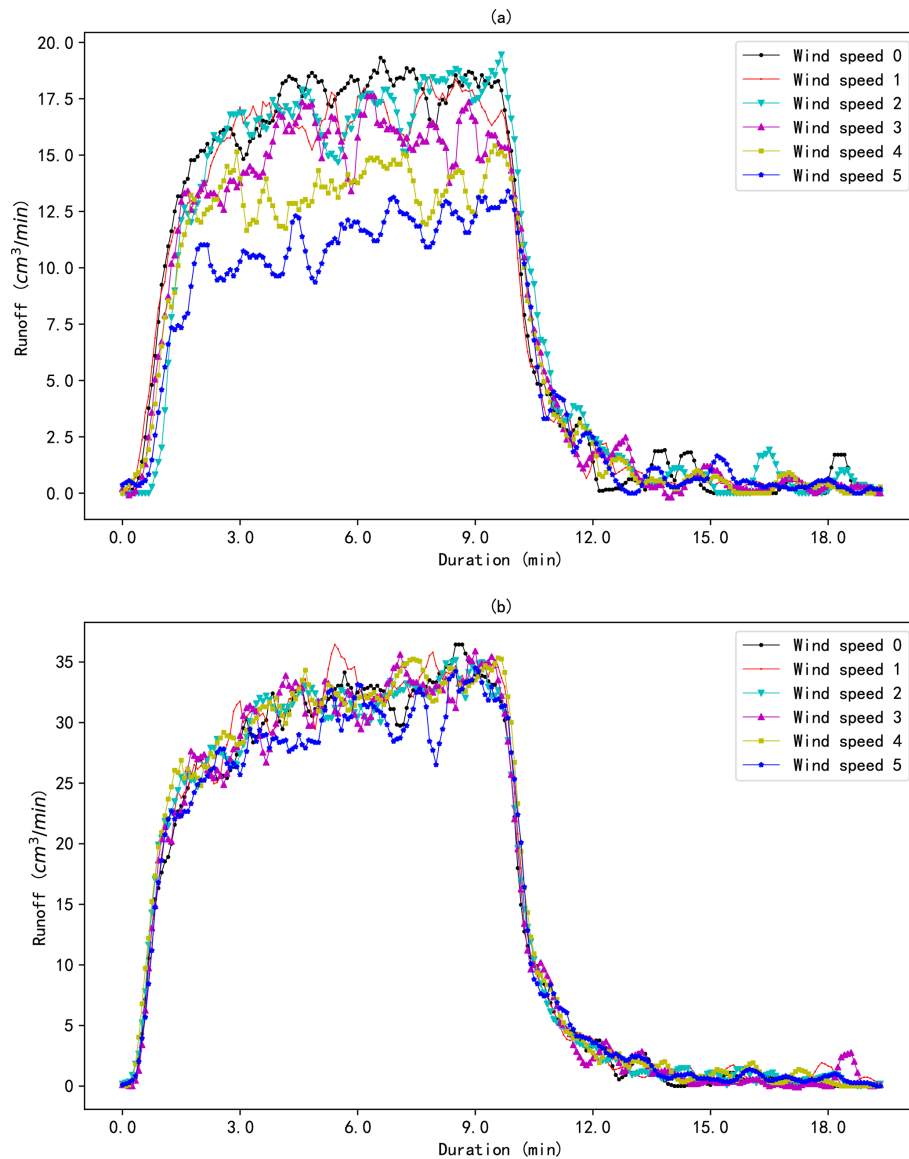 (a)
20.0
17.5
15.0
12.5
10.0
7.5
5.0
2.5
0.0
Runoff (cm³/min)
Wind speed 0
Wind speed 1
Wind speed 2
Wind speed 3
Wind speed 4
Wind speed 5
0.0 3.0 6.0 9.0 12.0 15.0 18.0
Duration (min)
(b)
35
30
25
20
15
10
5
0
Runoff (cm³/min)
Wind speed 0
Wind speed 1
Wind speed 2
Wind speed 3
Wind speed 4
Wind speed 5
0.0 3.0 6.0 9.0 12.0 15.0 18.0
Duration (min)